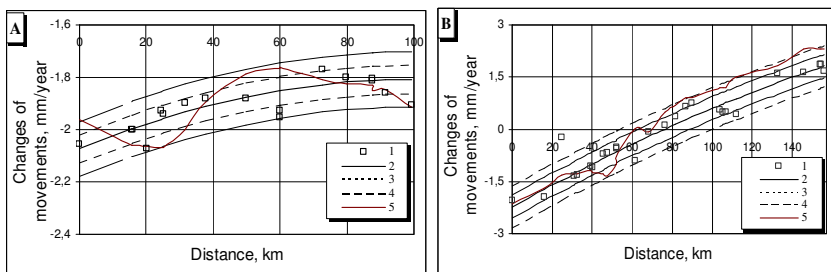 A
Changes of
movements, mm/year
-1,6
-1,8
-2
-2,2
-2,4
0 20 40 60 80 100
1
2
3
4
5
Distance, km
B
Changes of
movements, mm/year
3
1,5
0
-1,5
-3
0 20 40 60 80 100 120 140
1
2
3
4
5
Distance, km